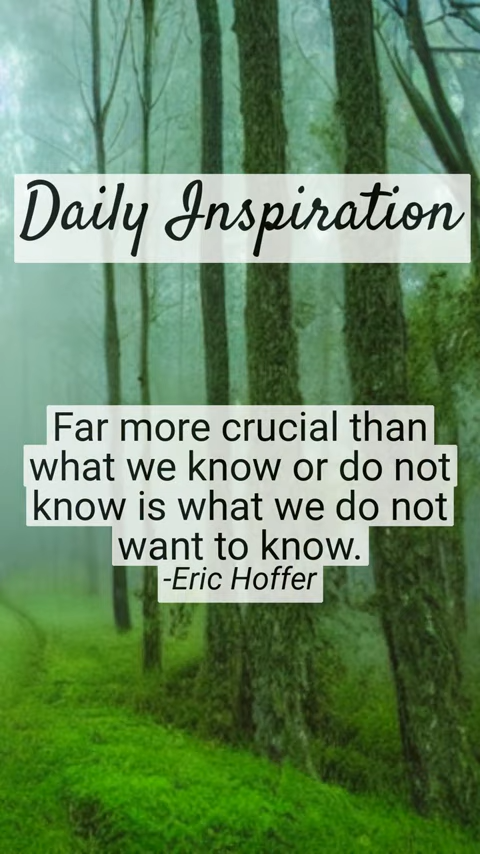 Daily Inspiration
Far more crucial than
what we know or do not
know is what we do not
want to know.
-Eric Hoffer